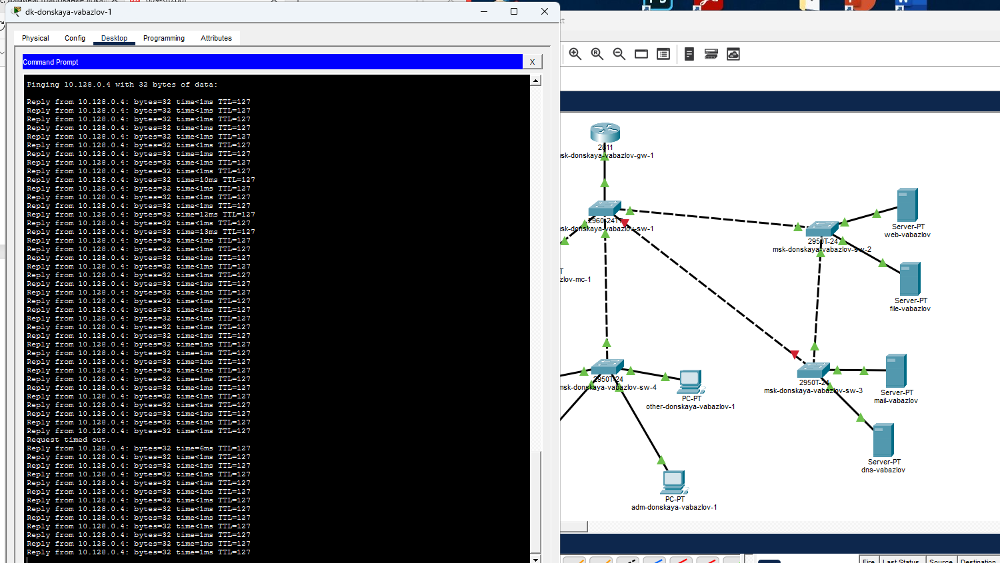 dk-donskaya-vabazlov-1
Physical Config Desktop Programming Attributes
Command Prompt X
Pinging 10.128.0.4 with 32 bytes of data:
Reply from 10.128.0.4: bytes=32 time<1ms TTL=127
Reply from 10.128.0.4: bytes=32 time<1ms TTL=127
Reply from 10.128.0.4: bytes=32 time<1ms TTL=127
Reply from 10.128.0.4: bytes=32 time<1ms TTL=127
Reply from 10.128.0.4: bytes=32 time<1ms TTL=127
Reply from 10.128.0.4: bytes=32 time<1ms TTL=127
Reply from 10.128.0.4: bytes=32 time=1ms TTL=127
Reply from 10.128.0.4: bytes=32 time<1ms TTL=127
Reply from 10.128.0.4: bytes=32 time<1ms TTL=127
Reply from 10.128.0.4: bytes=32 time=10ms TTL=127
Reply from 10.128.0.4: bytes=32 time<1ms TTL=127
Reply from 10.128.0.4: bytes=32 time<1ms TTL=127
Reply from 10.128.0.4: bytes=32 time<1ms TTL=127
Reply from 10.128.0.4: bytes=32 time=12ms TTL=127
Reply from 10.128.0.4: bytes=32 time<1ms TTL=127
Reply from 10.128.0.4: bytes=32 time=13ms TTL=127
Reply from 10.128.0.4: bytes=32 time<1ms TTL=127
Reply from 10.128.0.4: bytes=32 time<1ms TTL=127
Reply from 10.128.0.4: bytes=32 time<1ms TTL=127
Reply from 10.128.0.4: bytes=32 time<1ms TTL=127
Reply from 10.128.0.4: bytes=32 time<1ms TTL=127
Reply from 10.128.0.4: bytes=32 time<1ms TTL=127
Reply from 10.128.0.4: bytes=32 time<1ms TTL=127
Reply from 10.128.0.4: bytes=32 time<1ms TTL=127
Reply from 10.128.0.4: bytes=32 time<1ms TTL=127
Reply from 10.128.0.4: bytes=32 time<1ms TTL=127
Reply from 10.128.0.4: bytes=32 time<1ms TTL=127
Reply from 10.128.0.4: bytes=32 time<1ms TTL=127
Reply from 10.128.0.4: bytes=32 time=1ms TTL=127
Reply from 10.128.0.4: bytes=32 time<1ms TTL=127
Reply from 10.128.0.4: bytes=32 time<1ms TTL=127
Reply from 10.128.0.4: bytes=32 time=1ms TTL=127
Reply from 10.128.0.4: bytes=32 time=1ms TTL=127
Reply from 10.128.0.4: bytes=32 time<1ms TTL=127
Reply from 10.128.0.4: bytes=32 time<1ms TTL=127
Reply from 10.128.0.4: bytes=32 time<1ms TTL=127
Reply from 10.128.0.4: bytes=32 time<1ms TTL=127
Reply from 10.128.0.4: bytes=32 time<1ms TTL=127
Reply from 10.128.0.4: bytes=32 time<1ms TTL=127
Request timed out.
Reply from 10.128.0.4: bytes=32 time=6ms TTL=127
Reply from 10.128.0.4: bytes=32 time<1ms TTL=127
Reply from 10.128.0.4: bytes=32 time<1ms TTL=127
Reply from 10.128.0.4: bytes=32 time<1ms TTL=127
Reply from 10.128.0.4: bytes=32 time<1ms TTL=127
Reply from 10.128.0.4: bytes=32 time<1ms TTL=127
Reply from 10.128.0.4: bytes=32 time<1ms TTL=127
Reply from 10.128.0.4: bytes=32 time<1ms TTL=127
Reply from 10.128.0.4: bytes=32 time<1ms TTL=127
Reply from 10.128.0.4: bytes=32 time<1ms TTL=127
Reply from 10.128.0.4: bytes=32 time=1ms TTL=127
Reply from 10.128.0.4: bytes=32 time<1ms TTL=127
Reply from 10.128.0.4: bytes=32 time=1ms TTL=127
2811
sk-donskaya-vabazlov-gw-1
2960-24TT
sk-donskaya-vabazlov-sw-1
Server-PT
web-vabazlov
2950T-24
msk-donskaya-vabazlov-sw-2
zlov-mc-1
Server-PT
file-vabazlov
2950T-24
msk-donskaya-vabazlov-sw-4
2950T-24
msk-donskaya-vabazlov-sw-3
PC-PT
other-donskaya-vabazlov-1
Server-PT
mail-vabazlov
Server-PT
dns-vabazlov
PC-PT
adm-donskaya-vabazlov-1
Fire Last Status Source Destination